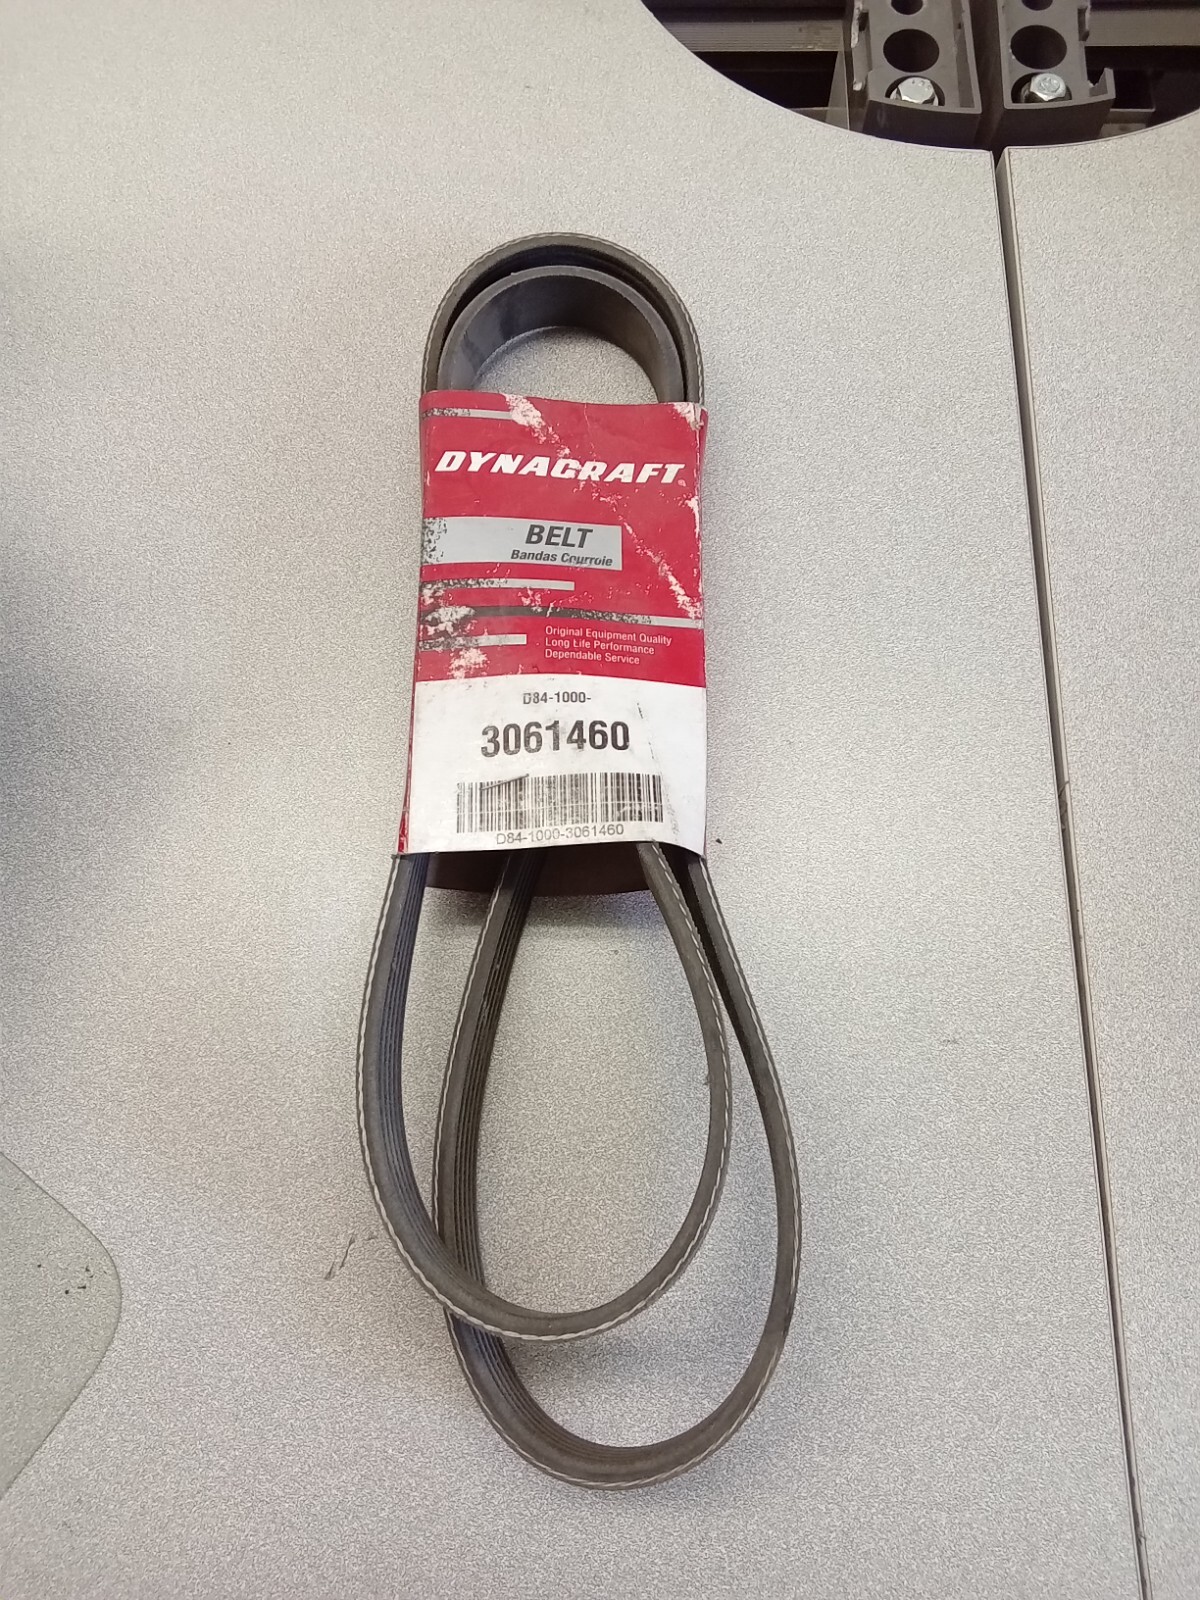 DYNACRAFT
BELT
Bandas Courroie
Original Equipment Quality
Long Life Performance
Dependable Service
D84-1000-
3061460
D84-1000-3061460